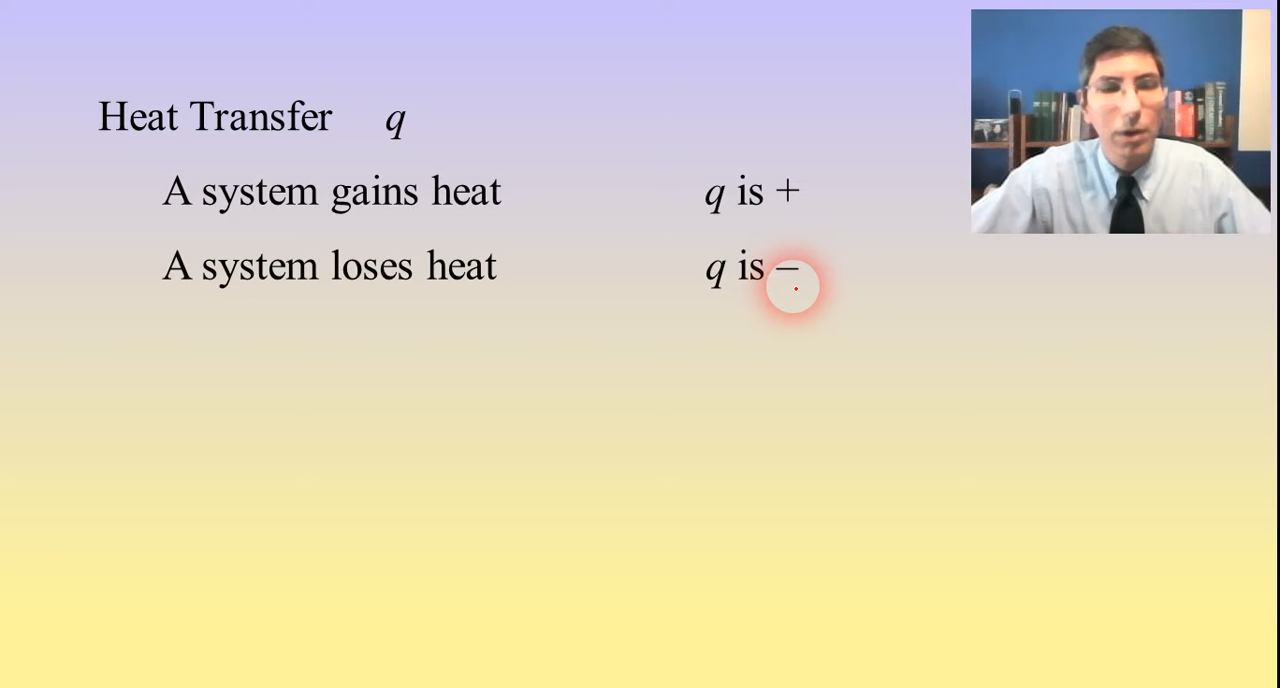 Heat Transfer q
A system gains heat q is +
A system loses heat q is –